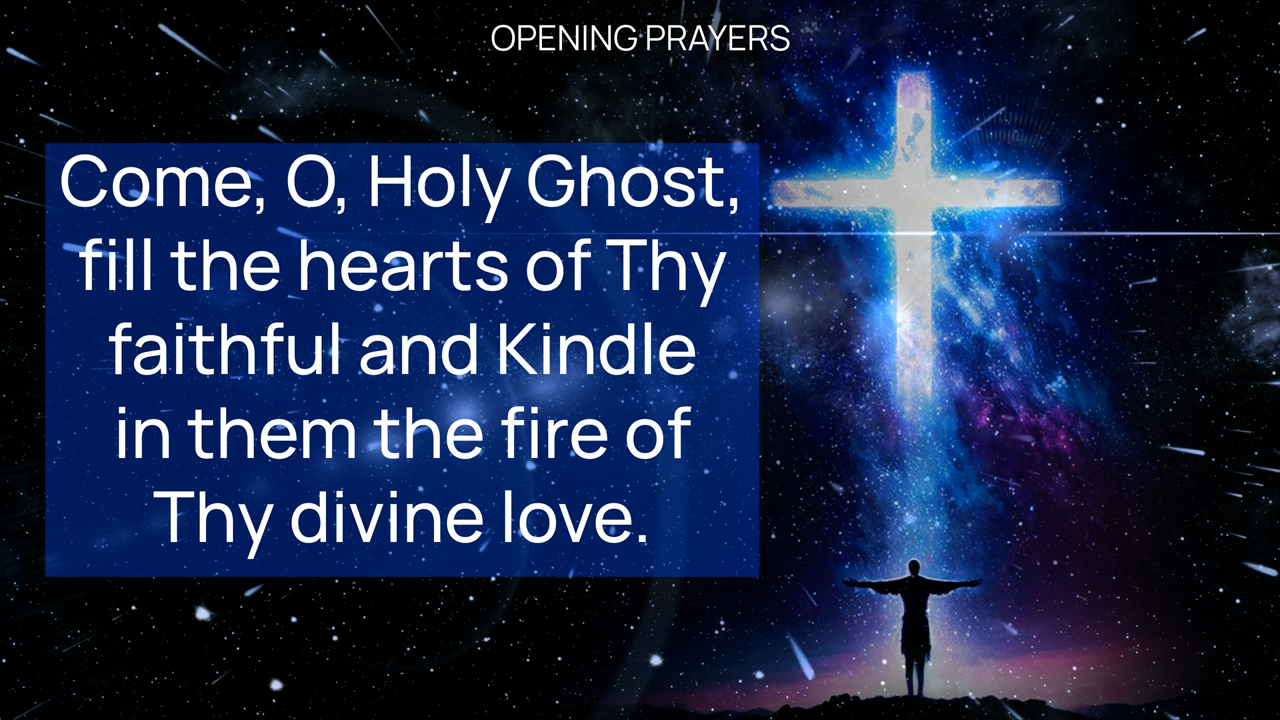 OPENING PRAYERS
Come, O, Holy Ghost,
fill the hearts of Thy
faithful and Kindle
in them the fire of
Thy divine love.